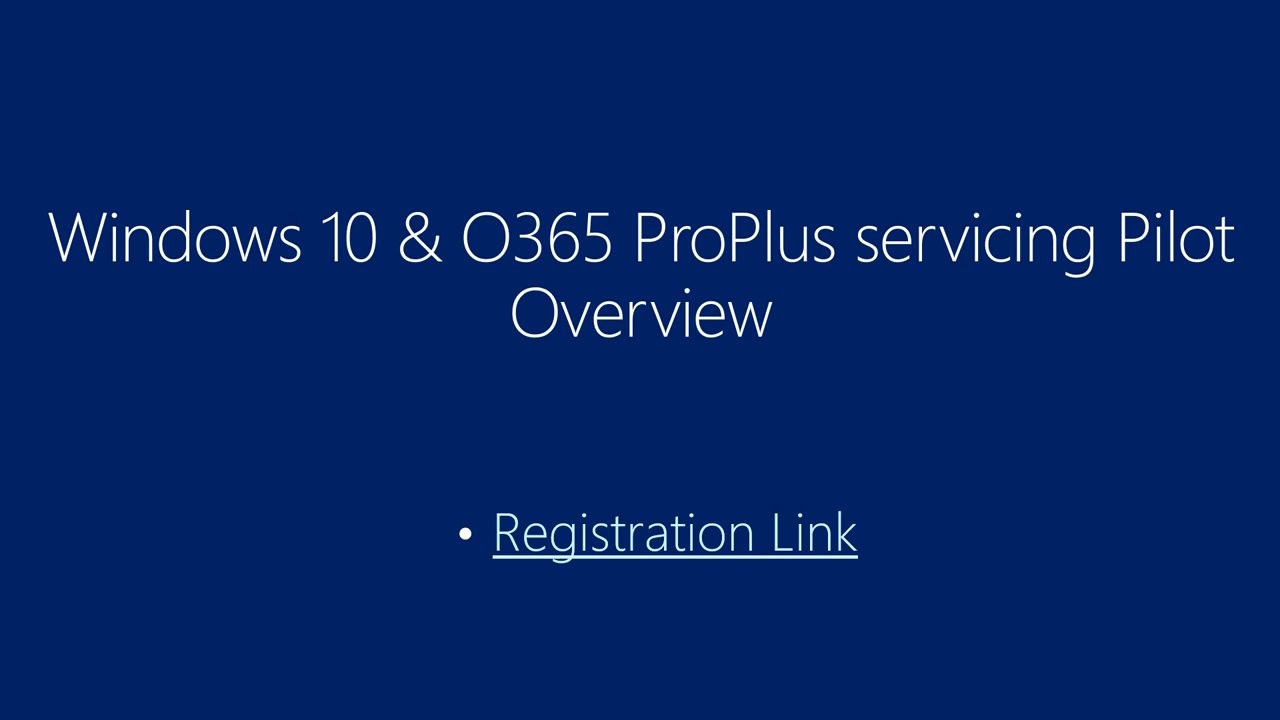 Windows 10 & O365 ProPlus servicing Pilot
Overview
• Registration Link